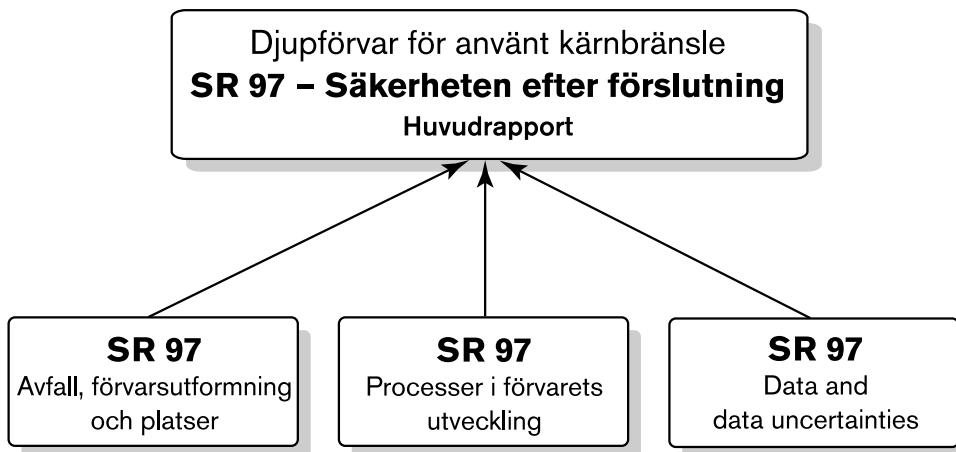 Djupförvar för använt kärnbränsle
SR 97 – Säkerheten efter förslutning
Huvudrapport
SR 97
Avfall, förvarsutformning
och platser
SR 97
Processer i förvarets
utveckling
SR 97
Data and
data uncertainties